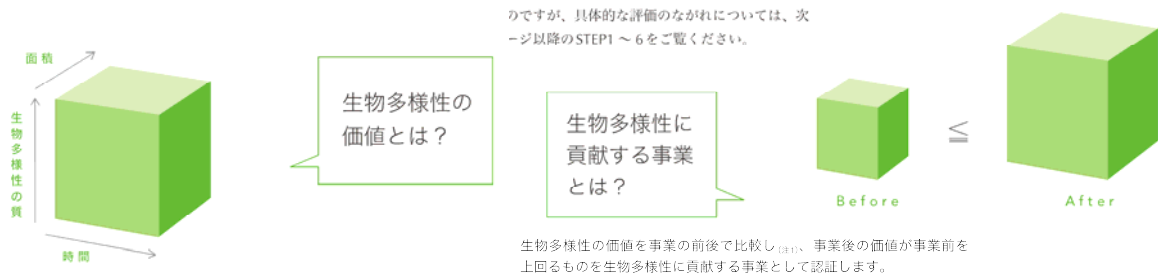 のですが、具体的な評価のながれについては、次
ージ以降のSTEP1 ～ 6をご覧ください。
面積
生物多様性の質
時間
生物多様性の
価値とは？
生物多様性に
貢献する事業
とは？
Before
≦
After
生物多様性の価値を事業の前後で比較し(注1)、事業後の価値が事業前を
上回るものを生物多様性に貢献する事業として認証します。